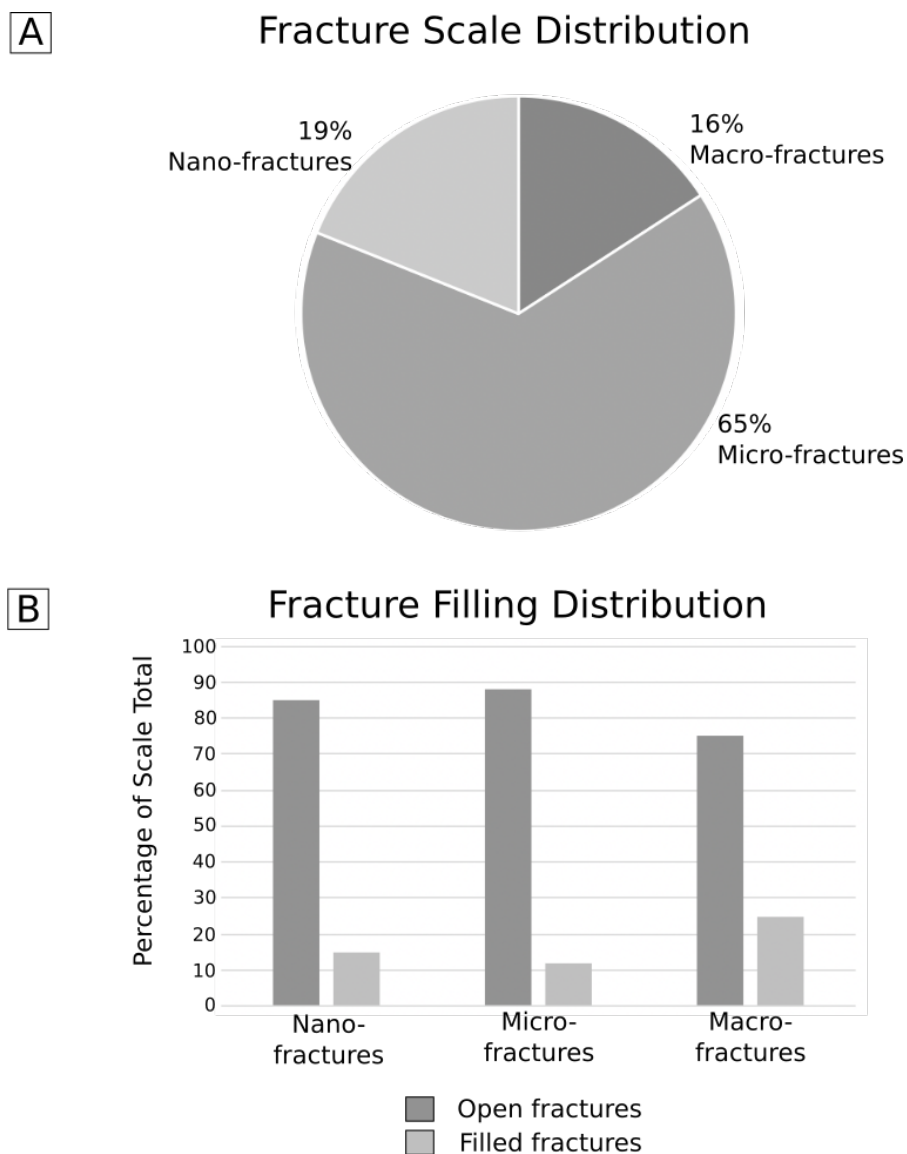 A
Fracture Scale Distribution
19%
Nano-fractures
16%
Macro-fractures
65%
Micro-fractures
B
Fracture Filling Distribution
Percentage of Scale Total
100
90
80
70
60
50
40
30
20
10
0
Nano-
fractures
Micro-
fractures
Macro-
fractures
Open fractures
Filled fractures